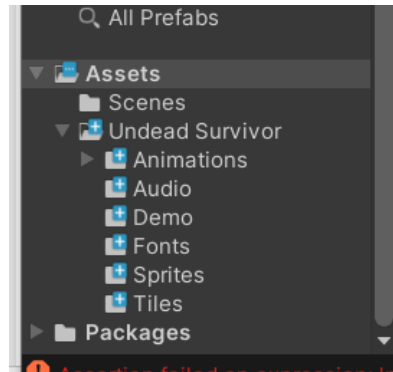 All Prefabs
Assets
Scenes
Undead Survivor
Animations
Audio
Demo
Fonts
Sprites
Tiles
Packages